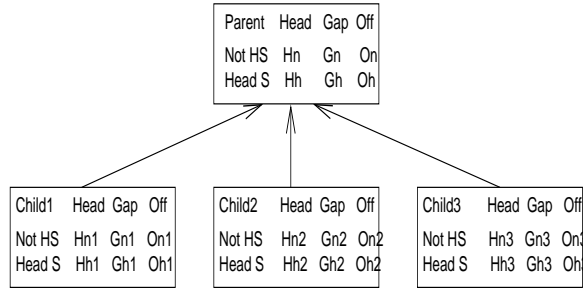 Parent Head Gap Off
Not HS Hn Gn On
Head S Hh Gh Oh
Child1 Head Gap Off
Not HS Hn1 Gn1 On1
Head S Hh1 Gh1 Oh1
Child2 Head Gap Off
Not HS Hn2 Gn2 On2
Head S Hh2 Gh2 Oh2
Child3 Head Gap Off
Not HS Hn3 Gn3 On3
Head S Hh3 Gh3 Oh3